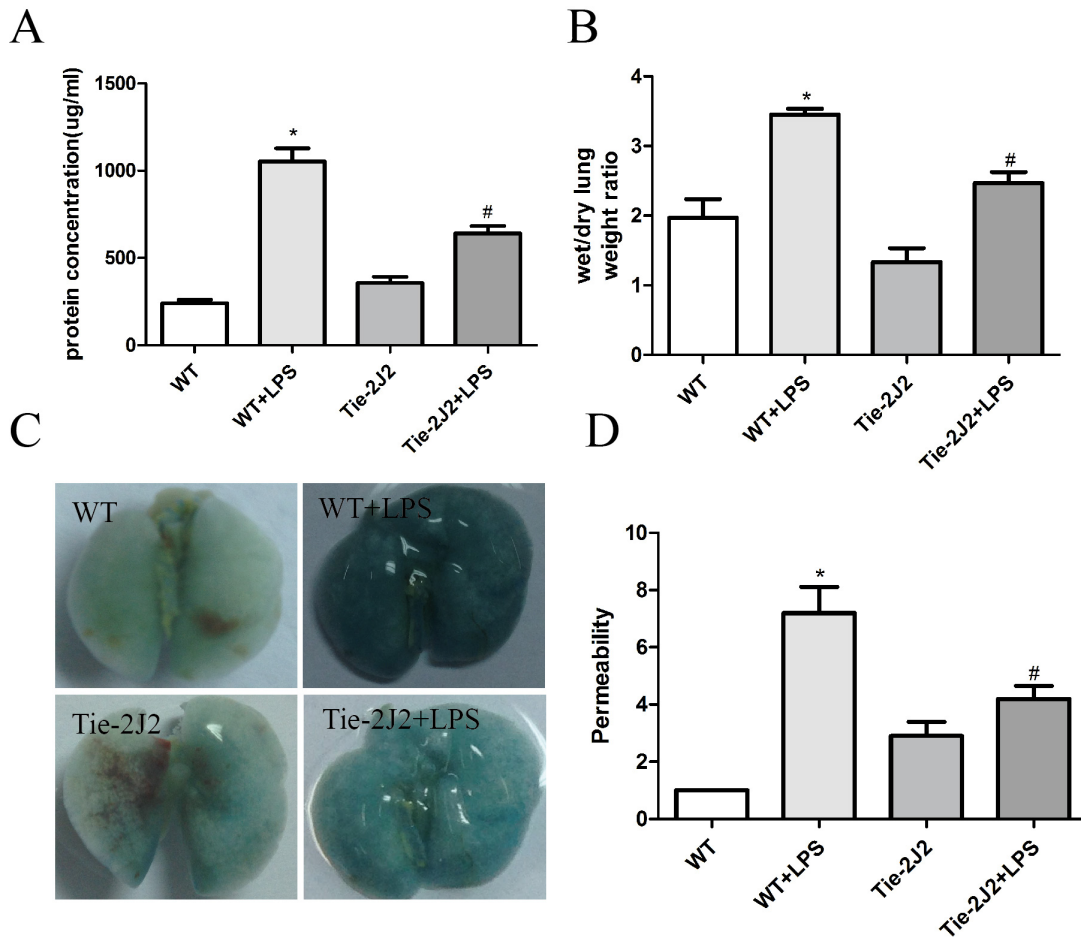 A
protein concentration(ug/ml)
1500
1000
500
0
*
#
WT
WT+LPS
Tie-2J2
Tie-2J2+LPS
B
wet/dry lung
weight ratio
4
3
2
1
0
*
#
WT
WT+LPS
Tie-2J2
Tie-2J2+LPS
C
WT
WT+LPS
Tie-2J2
Tie-2J2+LPS
D
Permeability
10
8
6
4
2
0
*
#
WT
WT+LPS
Tie-2J2
Tie-2J2+LPS